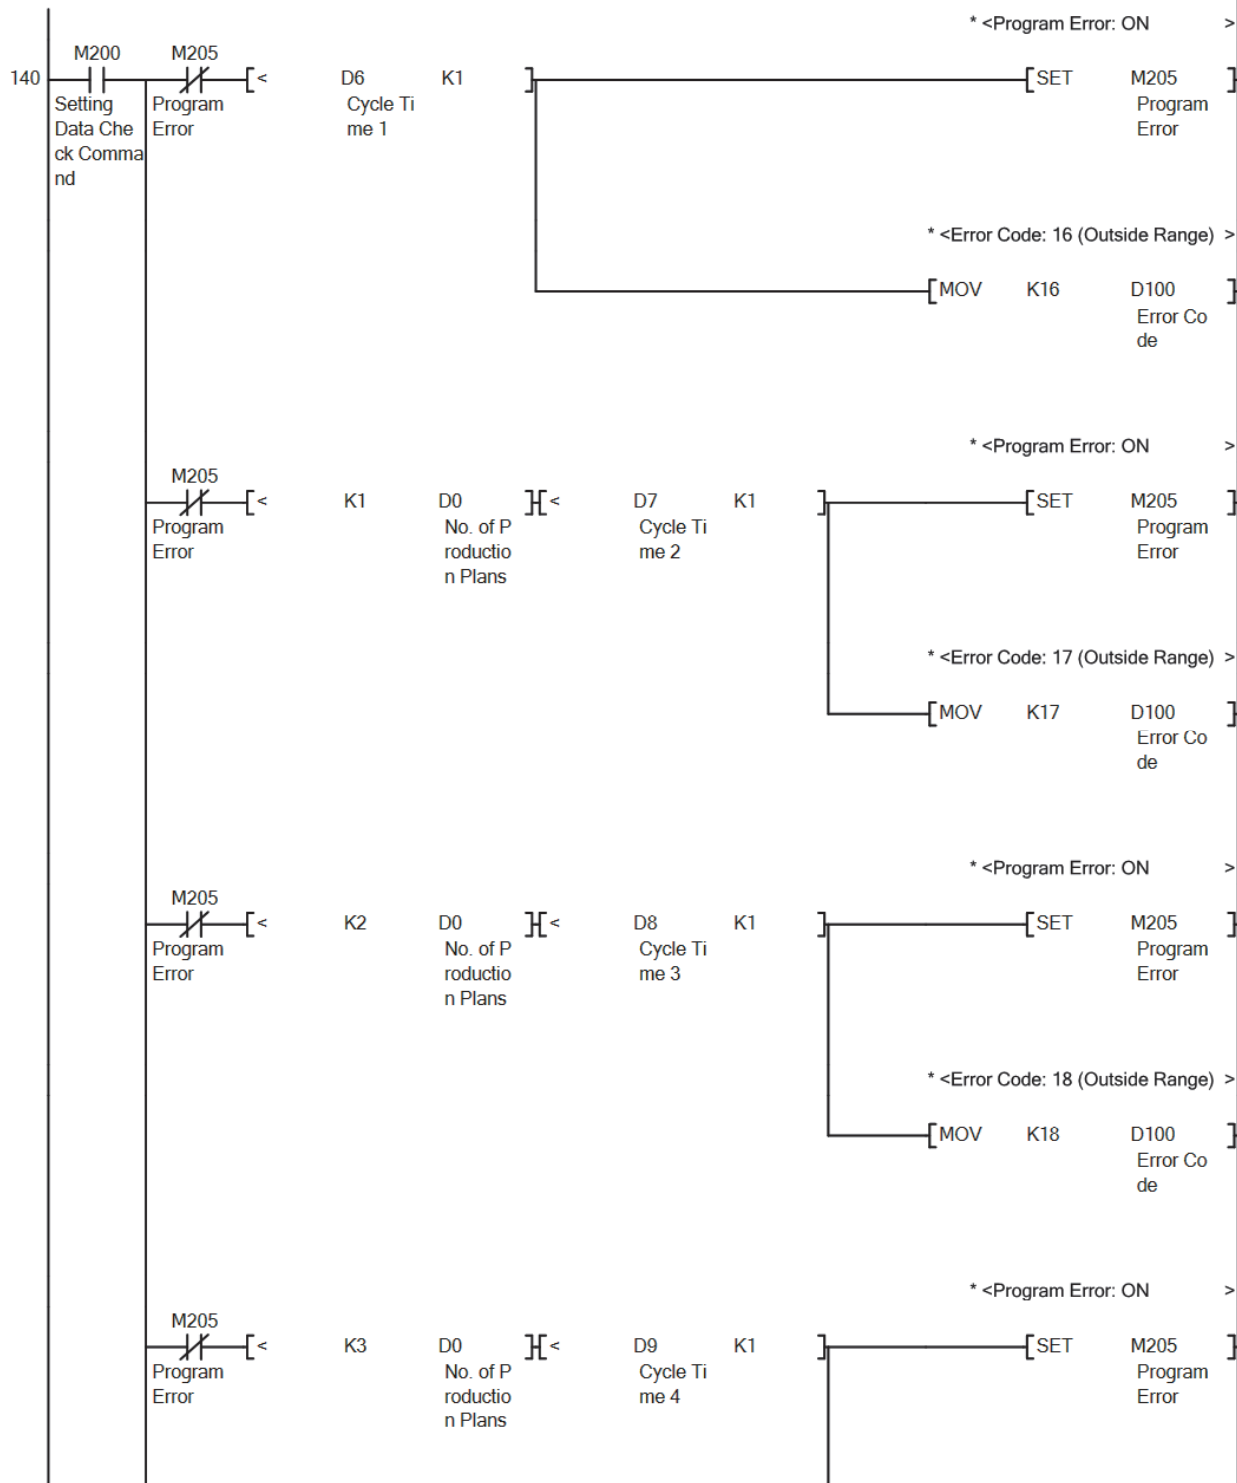 * <Program Error: ON >
M200 M205
140 [< D6 K1 ] [SET M205 ]
Setting Program Cycle Ti Program
Data Che Error me 1 Error
ck Comma
nd
* <Error Code: 16 (Outside Range) >
[MOV K16 D100 ]
Error Co
de
* <Program Error: ON >
M205
[< K1 D0 ][< D7 K1 ] [SET M205 ]
Program No. of P Cycle Ti Program
Error roductio me 2 Error
n Plans
* <Error Code: 17 (Outside Range) >
[MOV K17 D100 ]
Error Co
de
* <Program Error: ON >
M205
[< K2 D0 ][< D8 K1 ] [SET M205 ]
Program No. of P Cycle Ti Program
Error roductio me 3 Error
n Plans
* <Error Code: 18 (Outside Range) >
[MOV K18 D100 ]
Error Co
de
* <Program Error: ON >
M205
[< K3 D0 ][< D9 K1 ] [SET M205 ]
Program No. of P Cycle Ti Program
Error roductio me 4 Error
n Plans